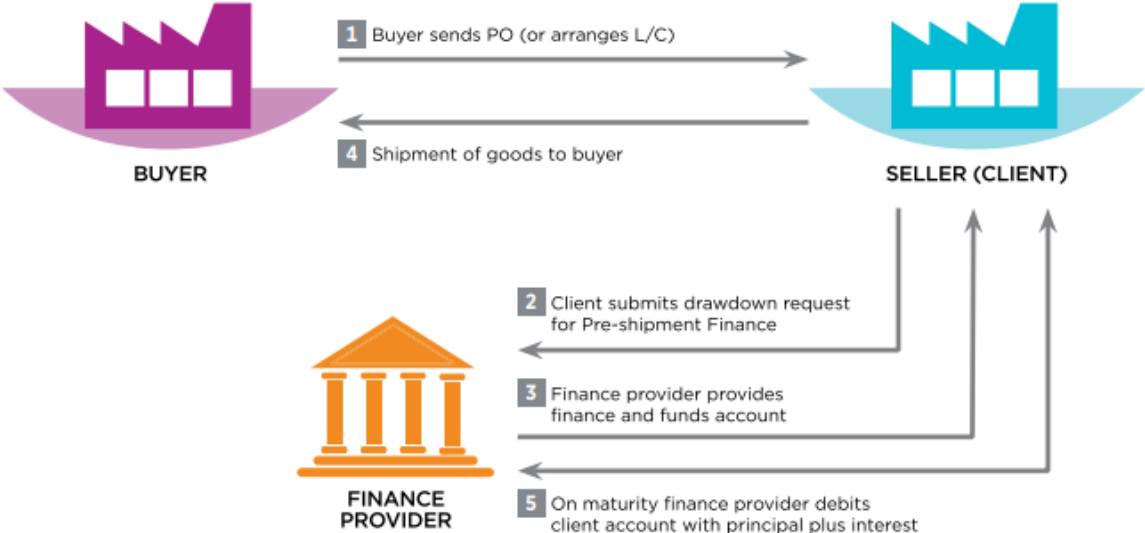 1 Buyer sends PO (or arranges L/C)
4 Shipment of goods to buyer
BUYER
SELLER (CLIENT)
2 Client submits drawdown request
for Pre-shipment Finance
3 Finance provider provides
finance and funds account
FINANCE
PROVIDER
5 On maturity finance provider debits
client account with principal plus interest